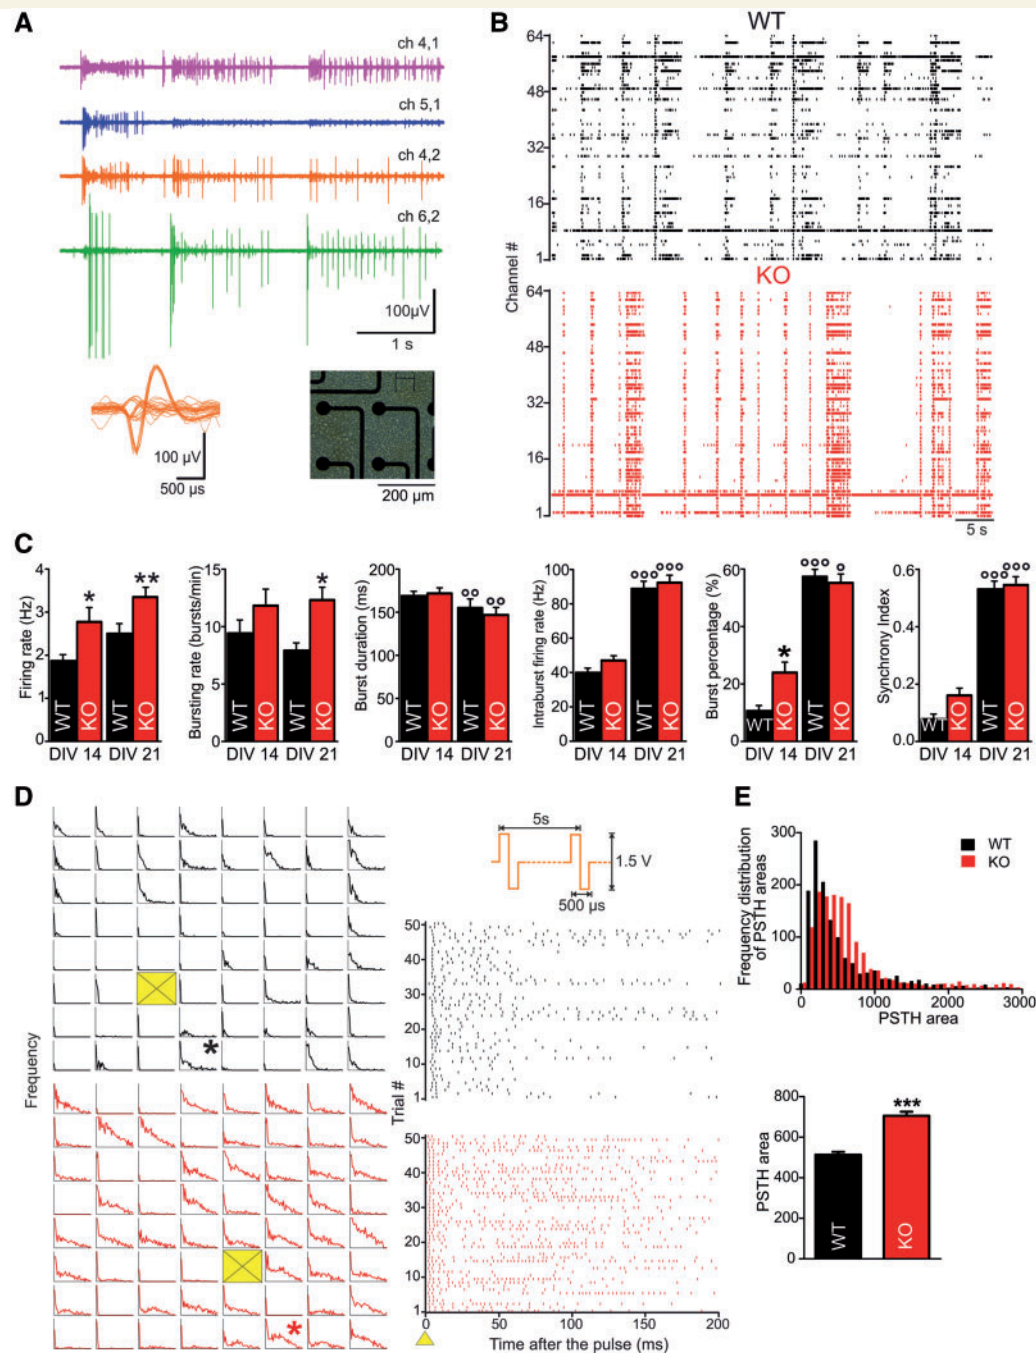 A
ch 4,1
ch 5,1
ch 4,2
ch 6,2
100µV
1 s
100 µV
500 µs
200 µm
B
WT
64
48
32
16
1
Channel #
KO
64
48
32
16
1
5 s
C
Firing rate (Hz)
4
3
2
1
0
* **
WT KO WT KO
DIV 14 DIV 21
Bursting rate (bursts/min)
15
10
5
0
*
WT KO WT KO
DIV 14 DIV 21
Burst duration (ms)
200
150
100
50
0
°° °°
WT KO WT KO
DIV 14 DIV 21
Intraburst firing rate (Hz)
100
80
60
40
20
0
°°° °°°
WT KO WT KO
DIV 14 DIV 21
Burst percentage (%)
60
40
20
0
* °°° °
WT KO WT KO
DIV 14 DIV 21
Synchrony Index
0.6
0.4
0.2
0.0
°°° °°°
WT KO WT KO
DIV 14 DIV 21
D
Frequency
*
*
5s
1.5 V
500 µs
Trial #
50
40
30
20
10
1
50
40
30
20
10
1
0 50 100 150 200
Time after the pulse (ms)
E
Frequency distribution
of PSTH areas
300
200
100
0
WT
KO
0 1000 2000 3000
PSTH area
PSTH area
800
600
400
200
0
***
WT KO